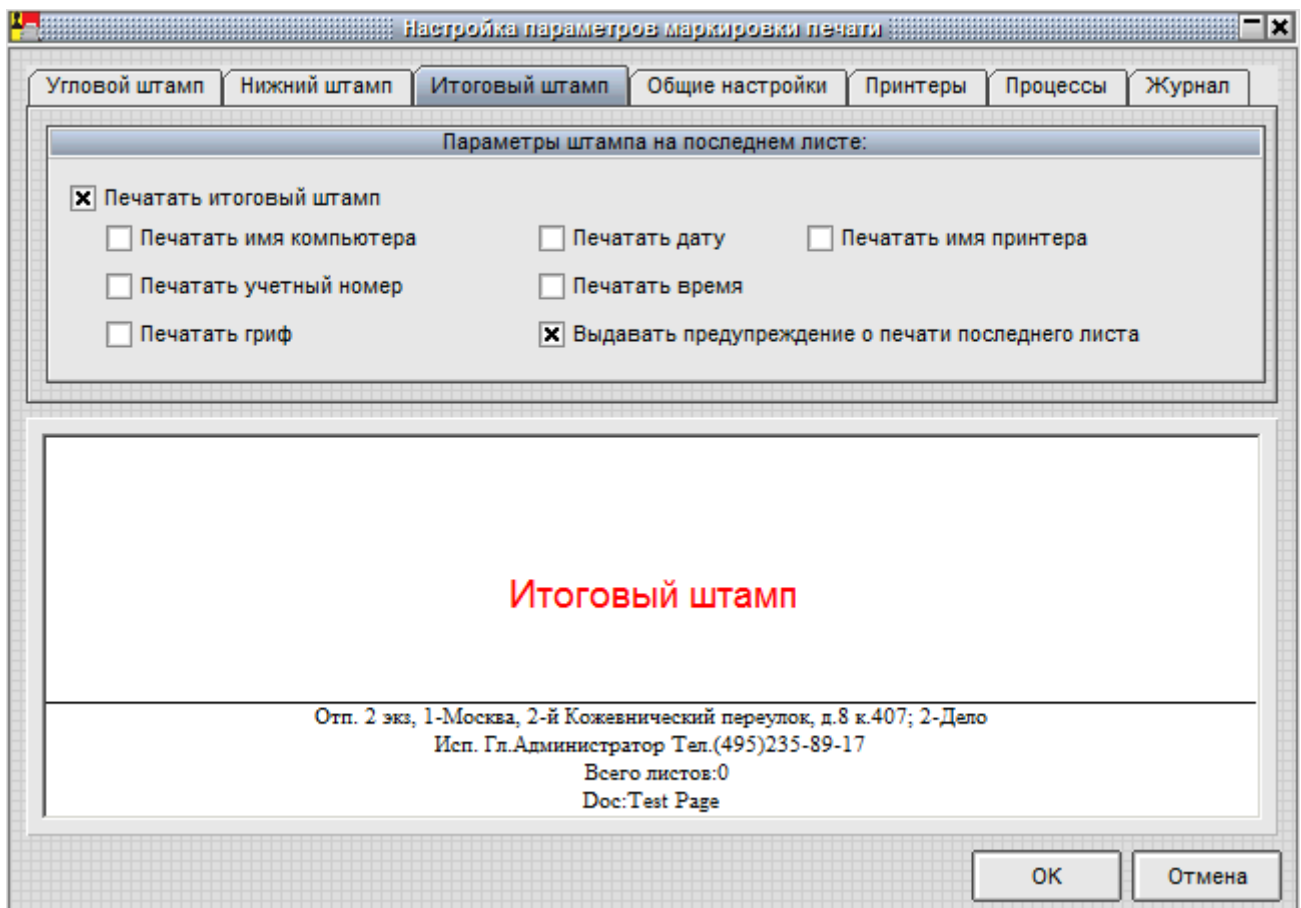 Настройка параметров маркировки печати
Угловой штамп Нижний штамп Итоговый штамп Общие настройки Принтеры Процессы Журнал
Параметры штампа на последнем листе:
Печатать итоговый штамп
Печатать имя компьютера Печатать дату Печатать имя принтера
Печатать учетный номер Печатать время
Печатать гриф Выдавать предупреждение о печати последнего листа
Итоговый штамп
Отп. 2 экз, 1-Москва, 2-й Кожевнический переулок, д.8 к.407; 2-Дело
Исп. Гл.Администратор Тел.(495)235-89-17
Всего листов:0
Doc:Test Page
OK Отмена